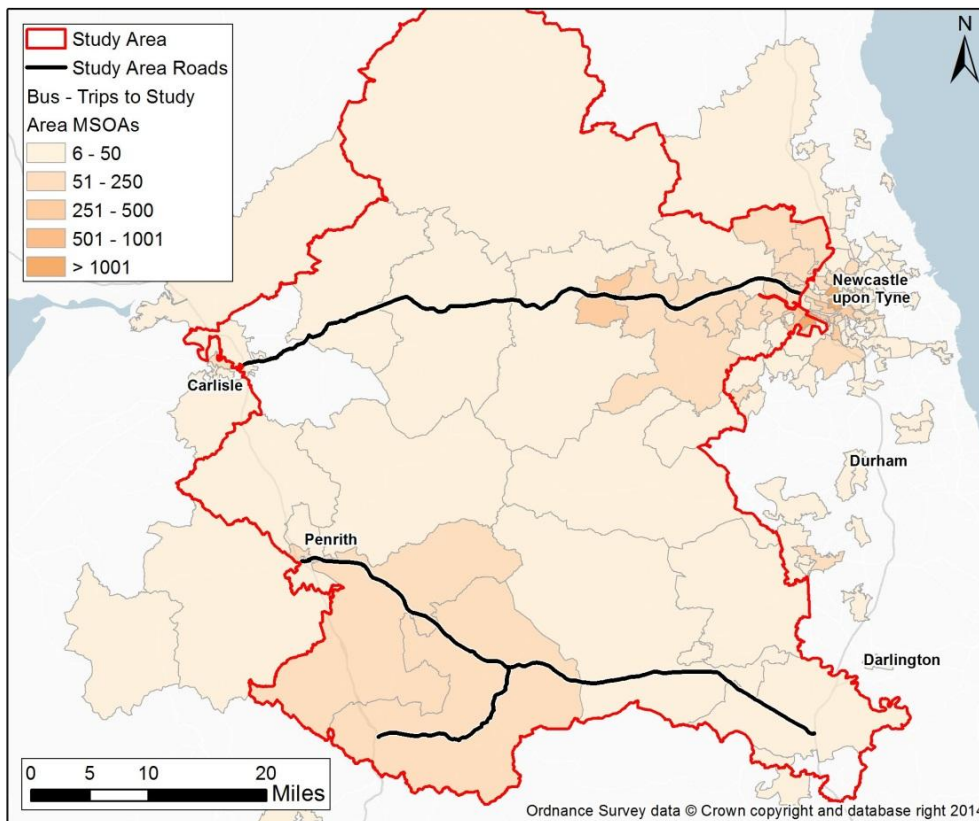 Study Area
Study Area Roads
Bus - Trips to Study
Area MSOAs
6 - 50
51 - 250
251 - 500
501 - 1001
> 1001
N
Newcastle
upon Tyne
Carlisle
Durham
Penrith
Darlington
0 5 10 20
Miles
Ordnance Survey data © Crown copyright and database right 2014